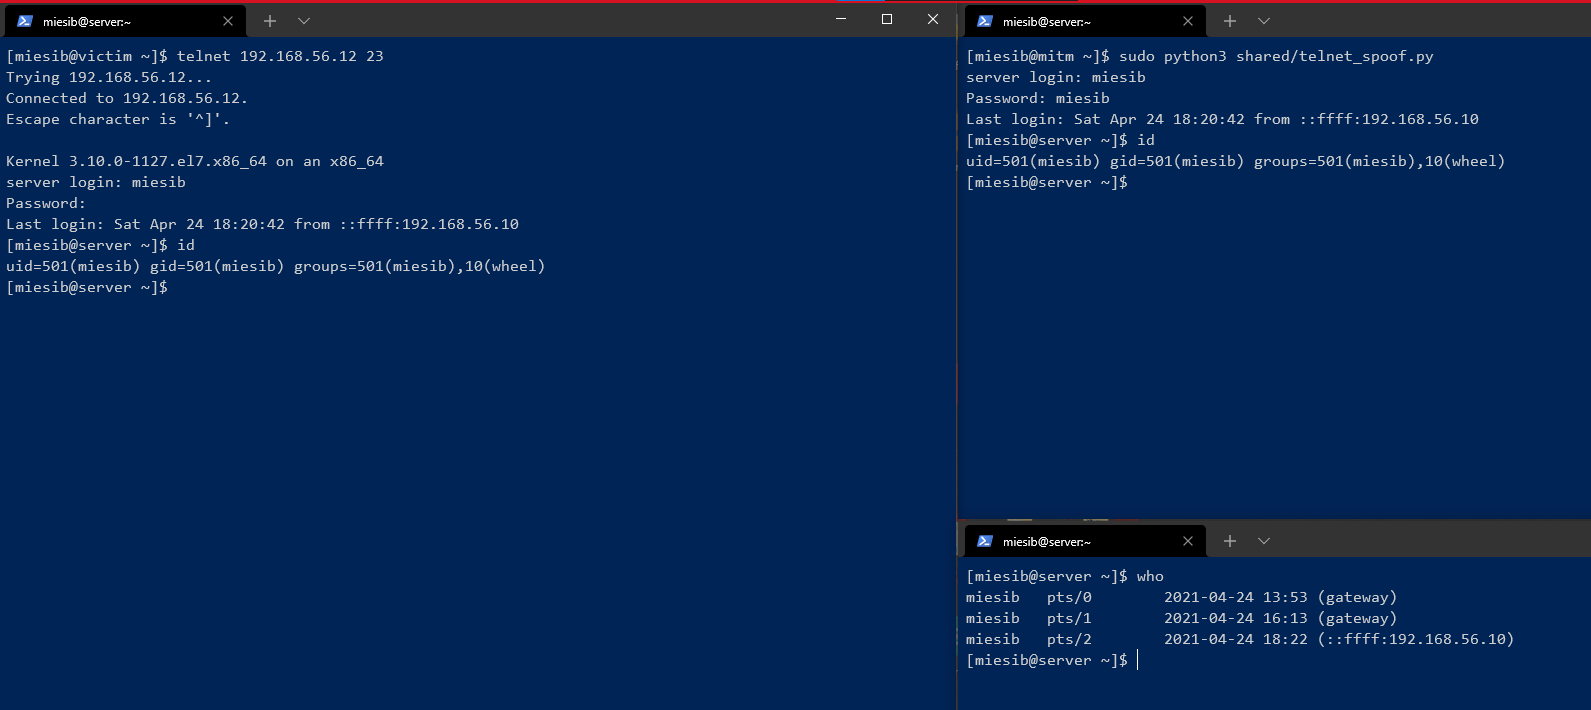 miesib@server:~
[miesib@victim ~]$ telnet 192.168.56.12 23
Trying 192.168.56.12...
Connected to 192.168.56.12.
Escape character is '^]'.
Kernel 3.10.0-1127.el7.x86_64 on an x86_64
server login: miesib
Password:
Last login: Sat Apr 24 18:20:42 from ::ffff:192.168.56.10
[miesib@server ~]$ id
uid=501(miesib) gid=501(miesib) groups=501(miesib),10(wheel)
[miesib@server ~]$
miesib@server:~
[miesib@mitm ~]$ sudo python3 shared/telnet_spoof.py
server login: miesib
Password: miesib
Last login: Sat Apr 24 18:20:42 from ::ffff:192.168.56.10
[miesib@server ~]$ id
uid=501(miesib) gid=501(miesib) groups=501(miesib),10(wheel)
[miesib@server ~]$
miesib@server:~
[miesib@server ~]$ who
miesib   pts/0        2021-04-24 13:53 (gateway)
miesib   pts/1        2021-04-24 16:13 (gateway)
miesib   pts/2        2021-04-24 18:22 (::ffff:192.168.56.10)
[miesib@server ~]$